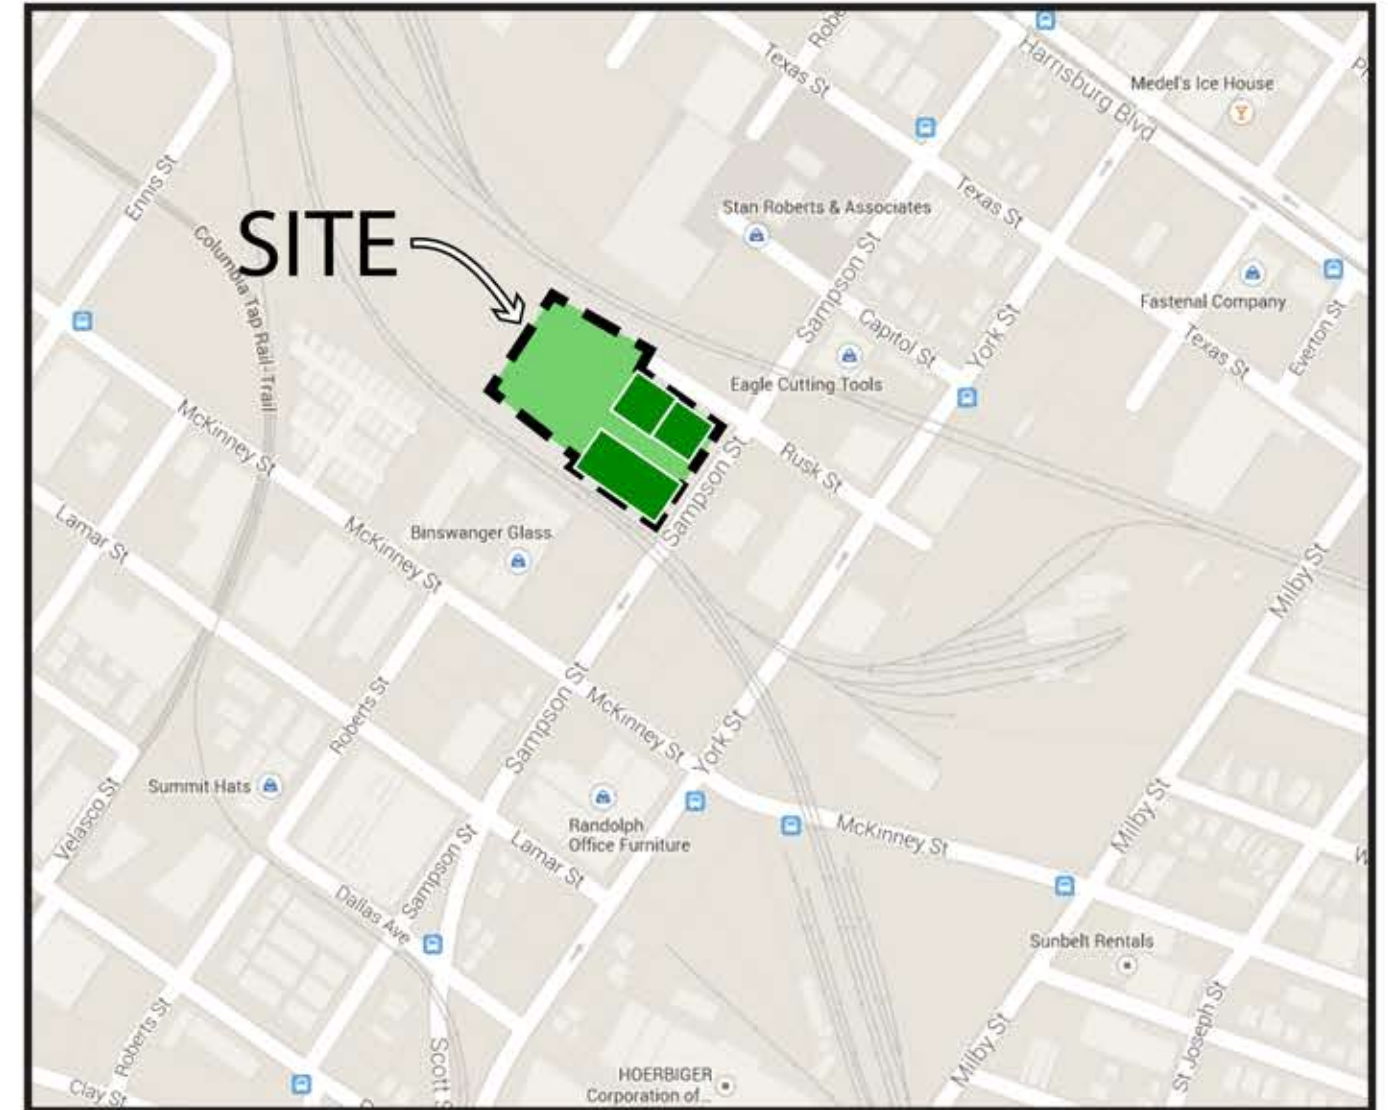 Robe
Texas St
Harrisburg Blvd
Medel's Ice House
Ennis St
Columbia Tap Rail-Trail
SITE
Stan Roberts & Associates
Texas St
Sampson St
Capitol St
York St
Fastenal Company
Texas St
Everton St
Eagle Cutting Tools
McKinney St
Rusk St
Sampson St
Lamar St
McKinney St
Binswanger Glass
Milby St
Roberts St
Sampson St
McKinney St
York St
Summit Hats
Velasco St
Randolph
Office Furniture
McKinney St
Milby St
Lamar St
Sampson St
Dallas Ave
Sunbelt Rentals
Roberts St
Scott S
Milby St
St Joseph St
HOERBIGER
Corporation of...
Clay St